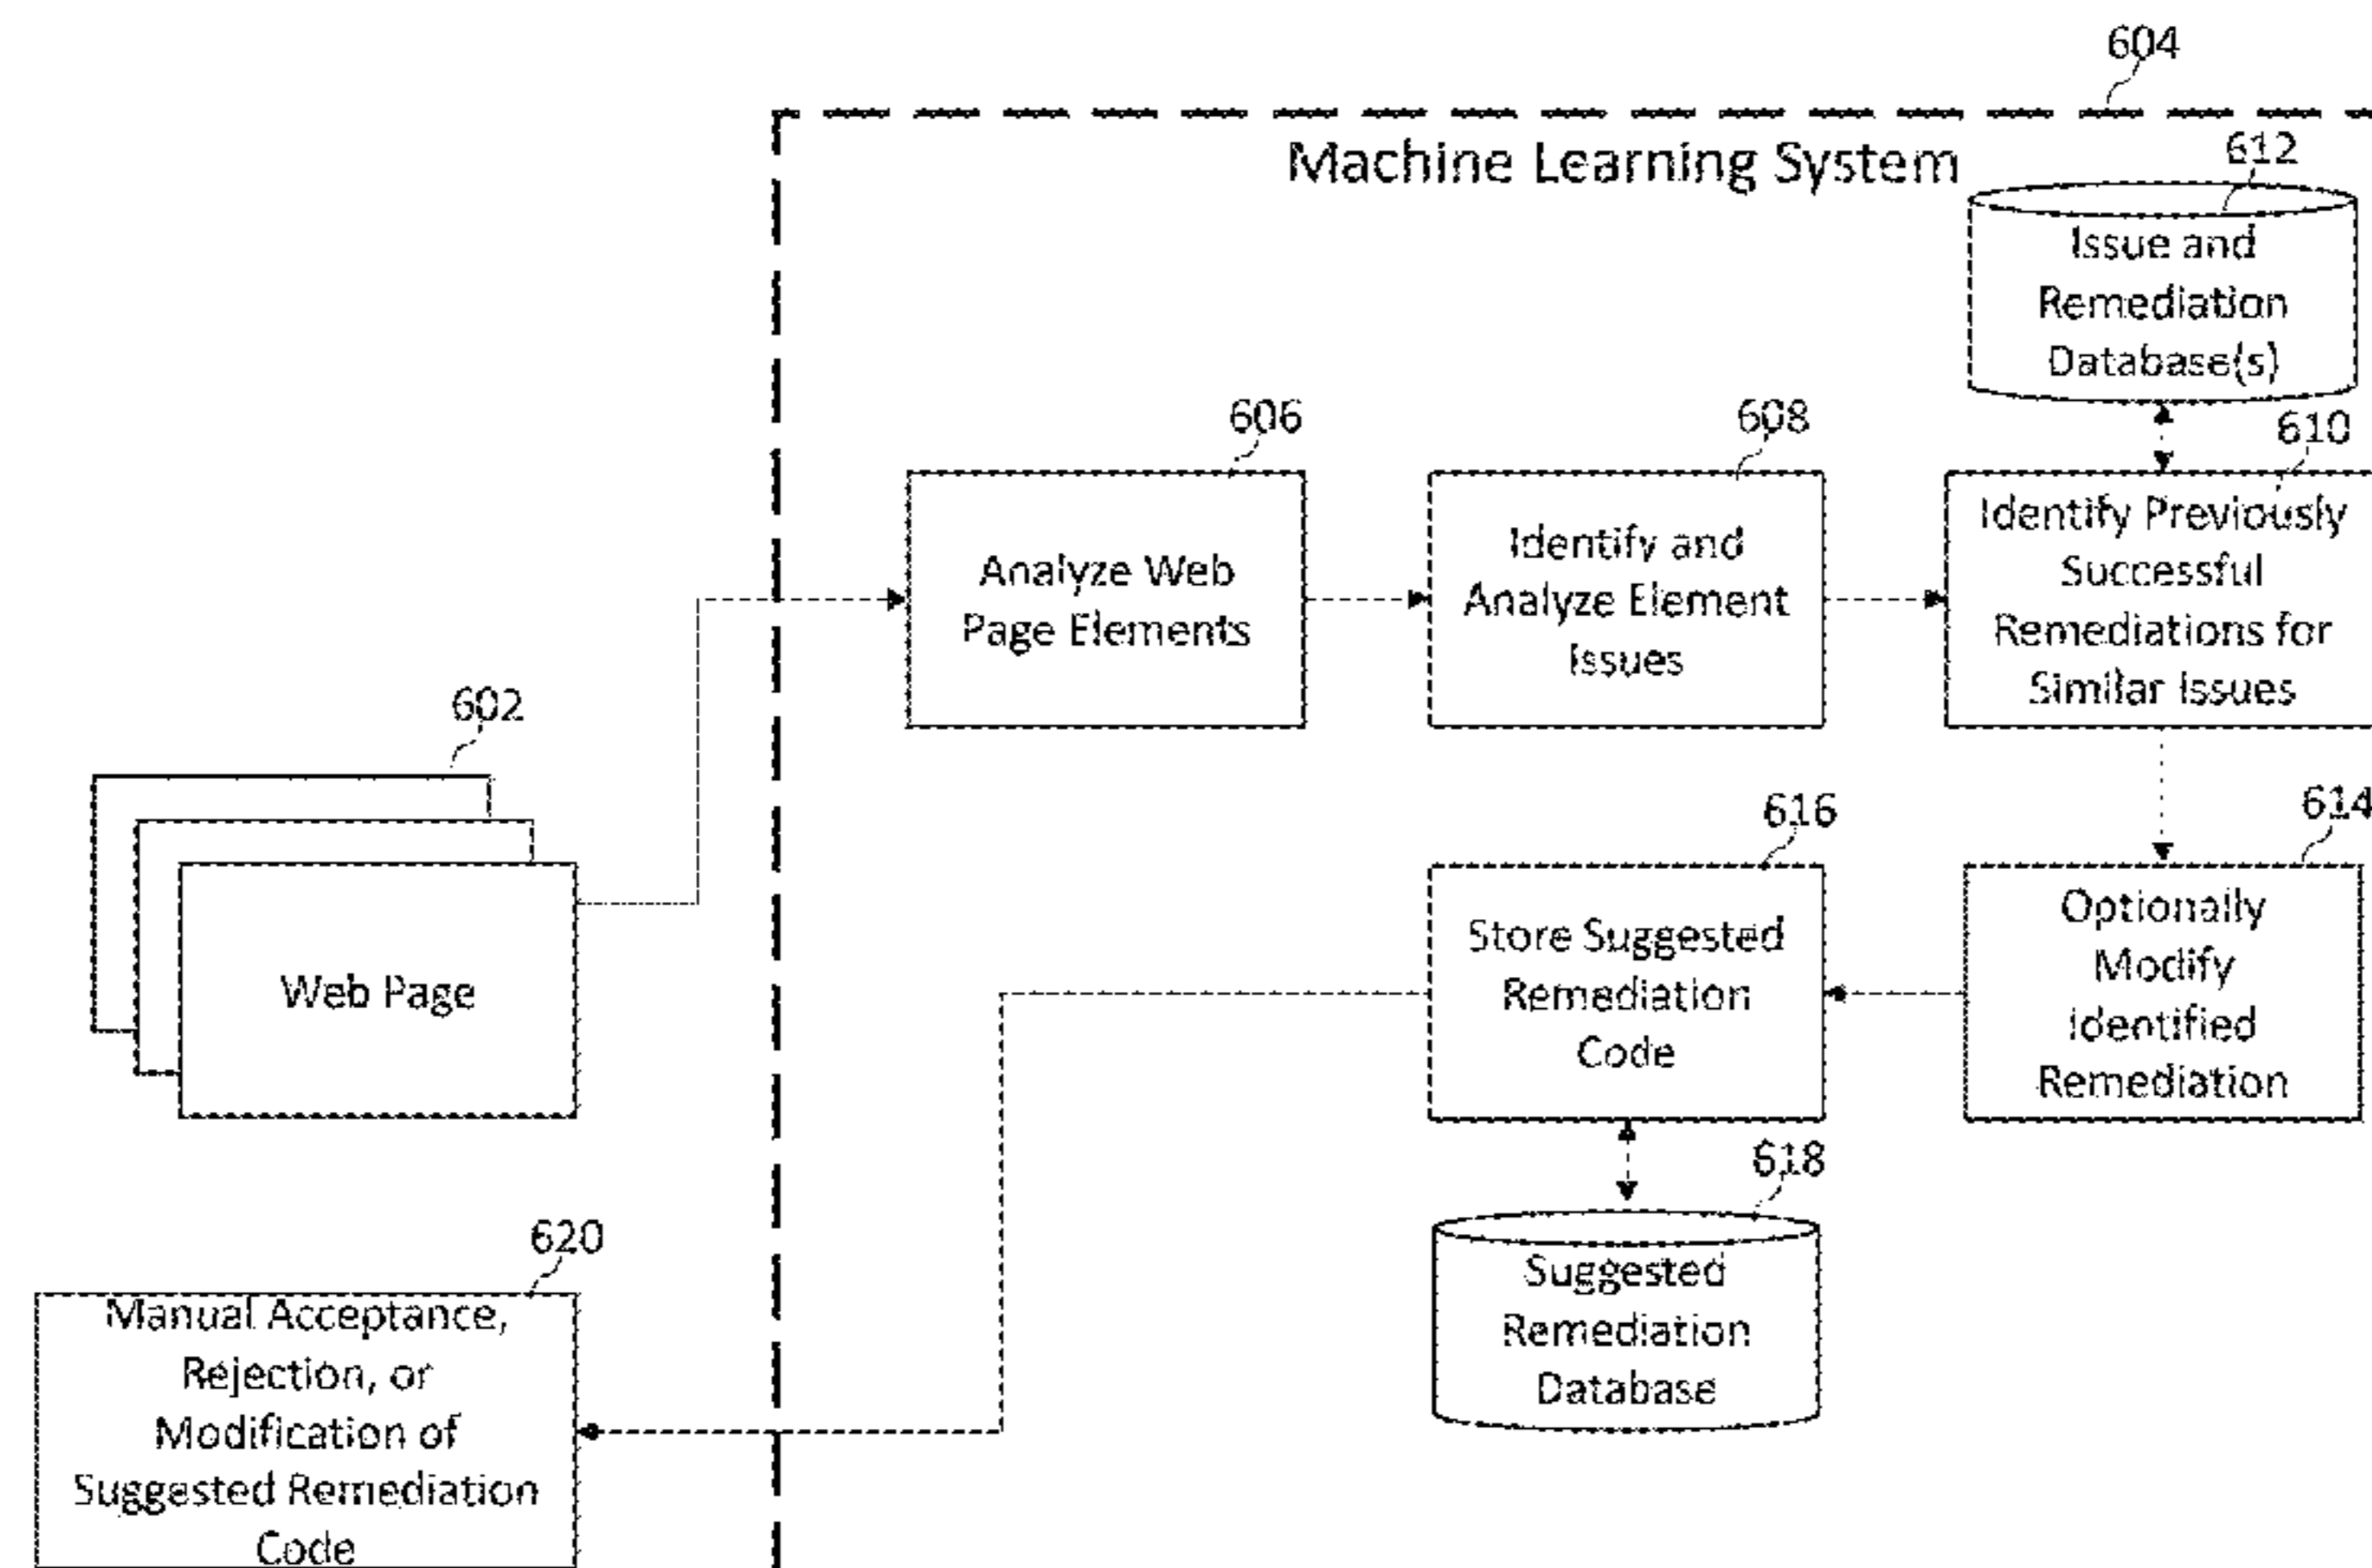 604
Machine Learning System
612
Issue and
Remediation
Database(s)
606
608
610
Analyze Web
Page Elements
Identify and
Analyze Element
Issues
Identify Previously
Successful
Remediations for
Similar Issues
602
616
614
Web Page
Store Suggested
Remediation
Code
Optionally
Modify
Identified
Remediation
618
620
Suggested
Remediation
Database
Manual Acceptance,
Rejection, or
Modification of
Suggested Remediation
Code